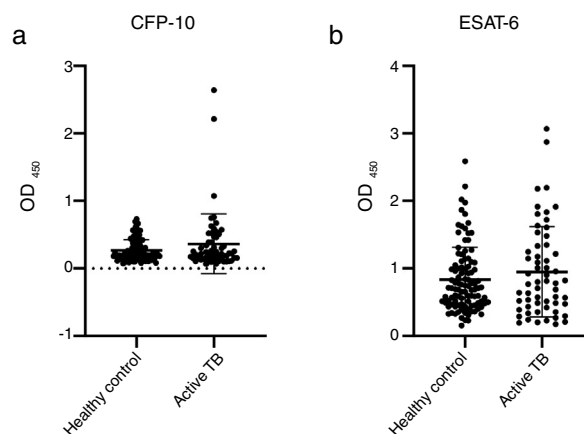 a
CFP-10
3
2
1
0
-1
OD 450
Healthy control
Active TB
b
ESAT-6
4
3
2
1
0
OD 450
Healthy control
Active TB